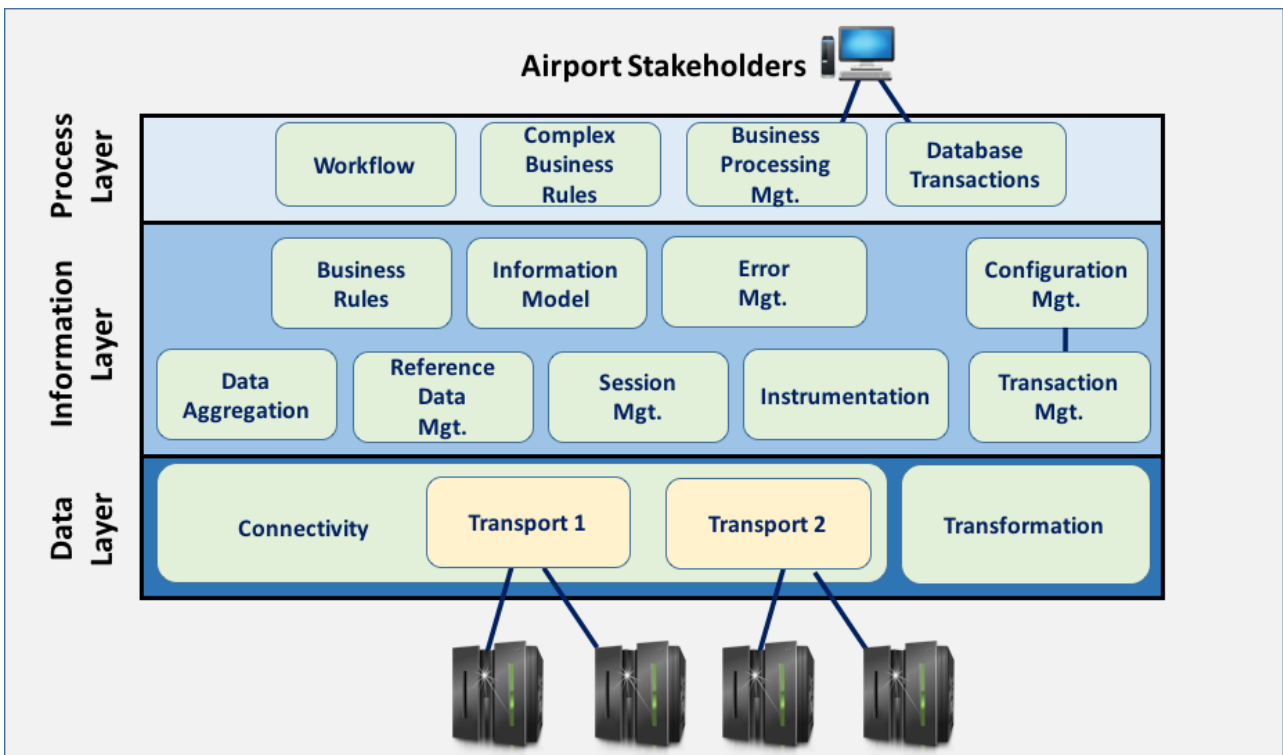 Airport Stakeholders
Process
Layer
Workflow
Complex
Business
Rules
Business
Processing
Mgt.
Database
Transactions
Information
Layer
Business
Rules
Information
Model
Error
Mgt.
Configuration
Mgt.
Data
Aggregation
Reference
Data
Mgt.
Session
Mgt.
Instrumentation
Transaction
Mgt.
Data
Layer
Connectivity
Transport 1
Transport 2
Transformation